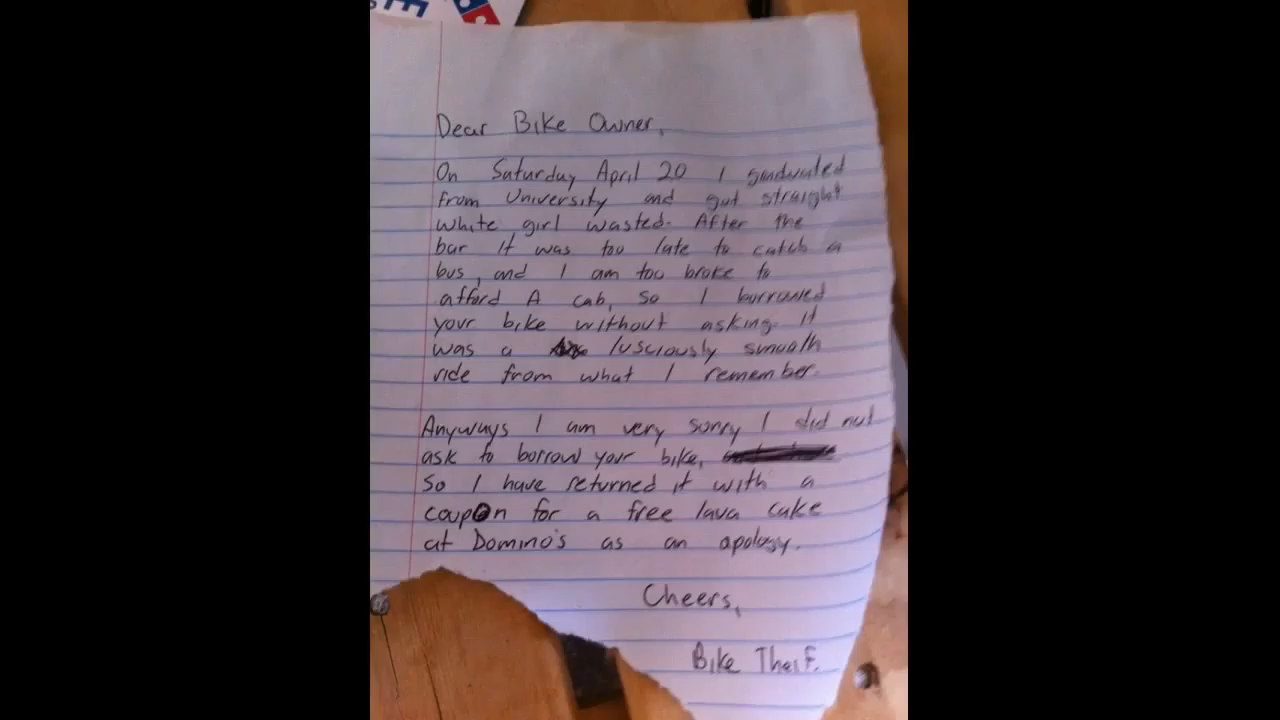 Dear Bike Owner,
On Saturday April 20 I graduated
from University and got straight
white girl wasted. After the
bar it was too late to catch a
bus, and I am too broke to
afford A cab, so I borrowed
your bike without asking. It
was a lusciously smooth
ride from what I remember.
Anyways I am very sorry I did not
ask to borrow your bike,
So I have returned it with a
coupon for a free lava cake
at Domino's as an apology.
Cheers,
Bike Theif.